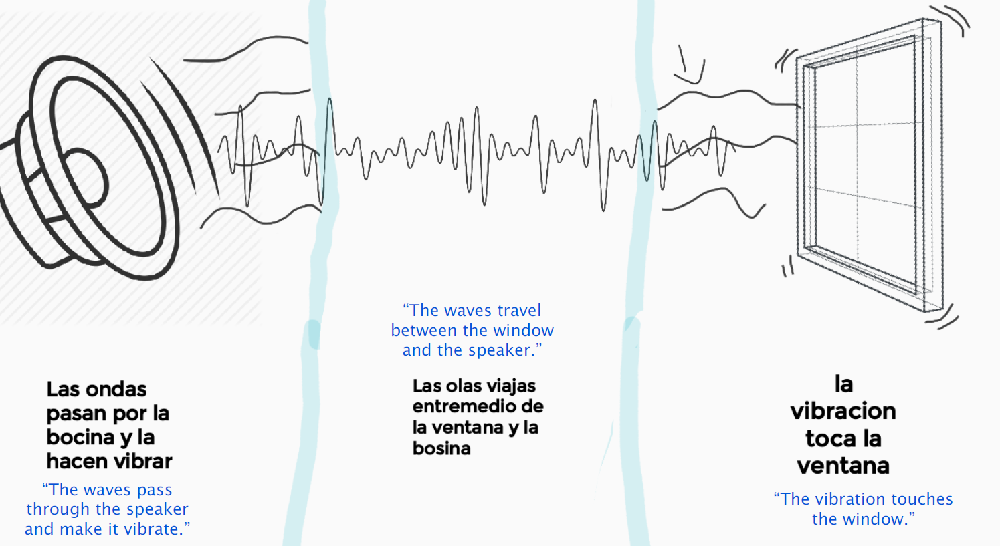 Las ondas
pasan por la
bocina y la
hacen vibrar
“The waves pass
through the speaker
and make it vibrate.”
“The waves travel
between the window
and the speaker.”
Las olas viajas
entremedio de
la ventana y la
bosina
la
vibracion
toca la
ventana
“The vibration touches
the window.”